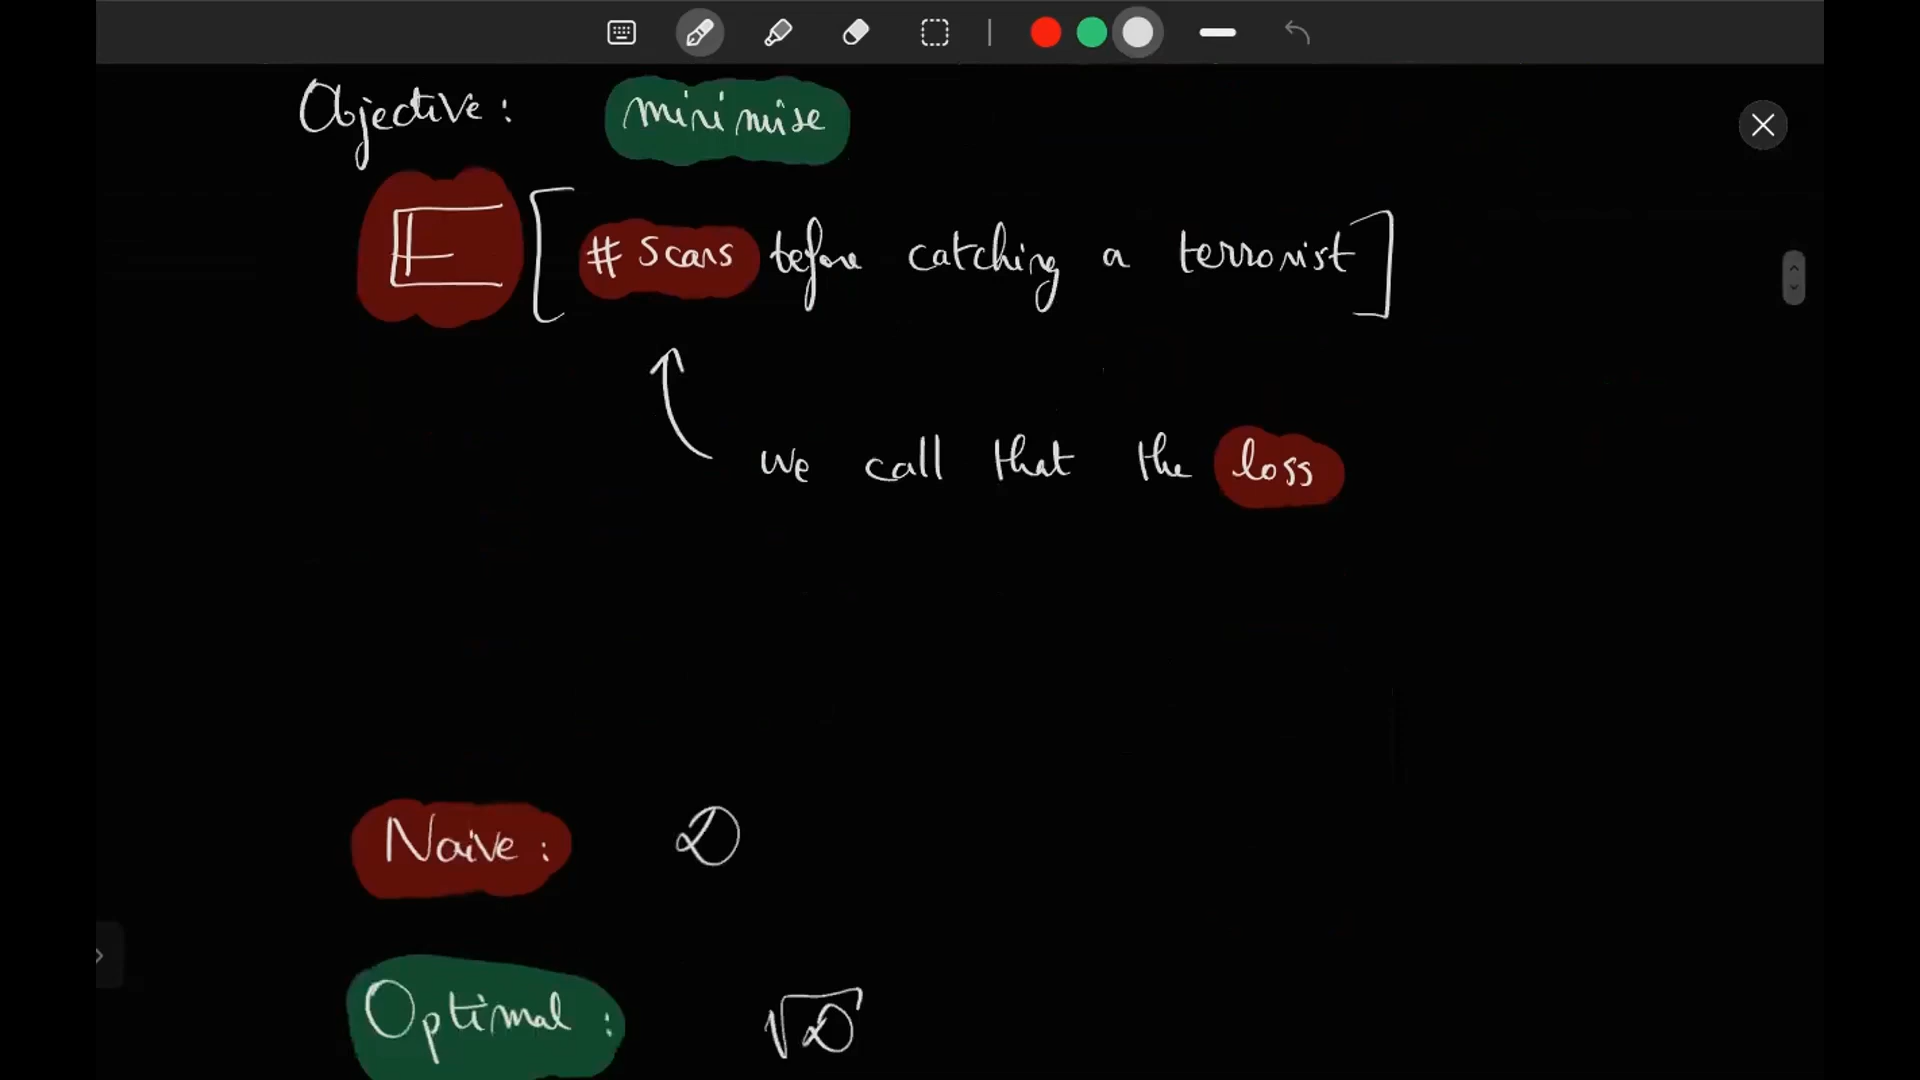 Objective: minimise
E [# scans before catching a terrorist]
we call that the loss
Naive: D
Optimal: √D